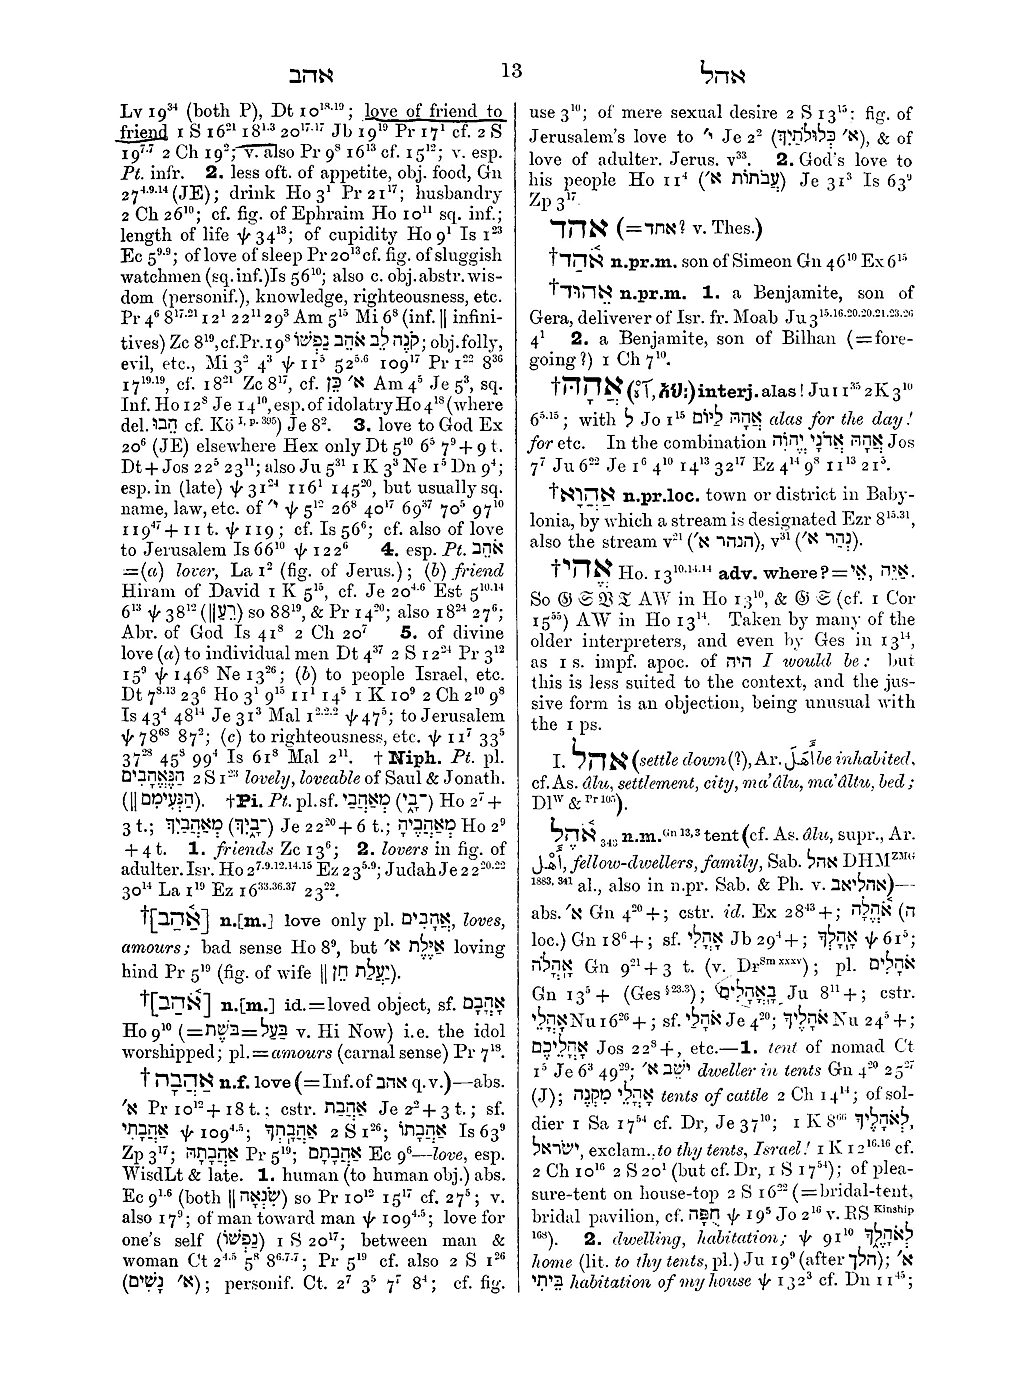 אהב
13
אהל
Lv 19³⁴ (both P), Dt 10¹⁸·¹⁹; love of friend to
friend 1 S 16²¹ 18¹·³ 20¹⁷·¹⁷ Jb 19¹⁹ Pr 17¹ cf. 2 S
19⁷·⁷ 2 Ch 19²; v. also Pr 9⁸ 16¹³ cf. 15¹²; v. esp.
Pt. infr. 2. less oft. of appetite, obj. food, Gn
27⁴·⁹·¹⁴ (JE); drink Ho 3¹ Pr 21¹⁷; husbandry
2 Ch 26¹⁰; cf. fig. of Ephraim Ho 10¹¹ sq. inf.;
length of life ψ 34¹³; of cupidity Ho 9¹ Is 1²³
Ec 5⁹·⁹; of love of sleep Pr 20¹³ cf. fig. of sluggish
watchmen (sq. inf.) Is 56¹⁰; also c. obj. abstr. wis-
dom (personif.), knowledge, righteousness, etc.
Pr 4⁶ 8¹⁷·²¹ 12¹ 22¹¹ 29³ Am 5¹⁵ Mi 6⁸ (inf. || infini-
tives) Zc 8¹⁹, cf. Pr. 19⁸ קֹנֶה לֵּב אֹהֵב נַפְשׁוֹ; obj. folly,
evil, etc., Mi 3² 4³ ψ 11⁵ 52⁵·⁶ 109¹⁷ Pr 1²² 8³⁶
17¹⁹·¹⁹, cf. 18²¹ Zc 8¹⁷, cf. א׳ כֵּן Am 4⁵ Je 5³, sq.
Inf. Ho 12⁸ Je 14¹⁰, esp. of idolatry Ho 4¹⁸ (where
del. הבו cf. Kö I. p. 395) Je 8². 3. love to God Ex
20⁶ (JE) elsewhere Hex only Dt 5¹⁰ 6⁵ 7⁹ + 9 t.
Dt + Jos 22⁵ 23¹¹; also Ju 5³¹ 1 K 3³ Ne 1⁵ Dn 9⁴;
esp. in (late) ψ 31²⁴ 116¹ 145²⁰, but usually sq.
name, law, etc. of י׳ ψ 5¹² 26⁸ 40¹⁷ 69³⁷ 70⁵ 97¹⁰
119⁴⁷ + 11 t. ψ 119; cf. Is 56⁶; cf. also of love
to Jerusalem Is 66¹⁰ ψ 122⁶ 4. esp. Pt. אֹהֵב
=(a) lover, La 1² (fig. of Jerus.); (b) friend
Hiram of David 1 K 5¹⁵, cf. Je 20⁴·⁶ Est 5¹⁰·¹⁴
6¹³ ψ 38¹² (||רֵעַ) so 88¹⁹, & Pr 14²⁰; also 18²⁴ 27⁶;
Abr. of God Is 41⁸ 2 Ch 20⁷ 5. of divine
love (a) to individual men Dt 4³⁷ 2 S 12²⁴ Pr 3¹²
15⁹ ψ 146⁸ Ne 13²⁶; (b) to people Israel, etc.
Dt 7⁸·¹³ 23⁶ Ho 3¹ 9¹⁵ 11¹ 14⁵ 1 K 10⁹ 2 Ch 2¹⁰ 9⁸
Is 43⁴ 48¹⁴ Je 31³ Mal 1²·²·² ψ 47⁵; to Jerusalem
ψ 78⁶⁸ 87²; (c) to righteousness, etc. ψ 11⁷ 33⁵
37²⁸ 45⁸ 99⁴ Is 61⁸ Mal 2¹¹. † Niph. Pt. pl.
הַנֶּאֱהָבִים 2 S 1²³ lovely, loveable of Saul & Jonath.
(|| הַנְּעִימִם). †Pi. Pt. pl. sf. מְאַהֲבַי (־בָי) Ho 2⁷ +
3 t.; מְאַהֲבַיִךְ (־בָיִךְ) Je 22²⁰ + 6 t.; מְאַהֲבֶיהָ Ho 2⁹
+ 4 t. 1. friends Zc 13⁶; 2. lovers in fig. of
adulter. Isr. Ho 2⁷·⁹·¹²·¹⁴·¹⁵ Ez 23⁵·⁹; Judah Je 22²⁰·²²
30¹⁴ La 1¹⁹ Ez 16³³·³⁶·³⁷ 23²².
†[אַהַב] n.[m.] love only pl. אֲהָבִים, loves,
amours; bad sense Ho 8⁹, but א׳ אַיֶּלֶת loving
hind Pr 5¹⁹ (fig. of wife || יַעֲלַת חֵן).
†[אֹהַב] n.[m.] id. = loved object, sf. אָהֳבָם
Ho 9¹⁰ (=בַּעַל=בּשֶׁת v. Hi Now) i.e. the idol
worshipped; pl. = amours (carnal sense) Pr 7¹⁸.
† אַהֲבָה n.f. love (= Inf. of אהב q.v.)—abs.
א׳ Pr 10¹² + 18 t.; cstr. אַהֲבַת Je 2² + 3 t.; sf.
אַהֲבָתִי ψ 109⁴·⁵; אַהֲבָתְךָ 2 S 1²⁶; אַהֲבָתוֹ Is 63⁹
Zp 3¹⁷; אַהֲבָתָהּ Pr 5¹⁹; אַהֲבָתָם Ec 9⁶—love, esp.
WisdLt & late. 1. human (to human obj.) abs.
Ec 9¹·⁶ (both || שִׂנְאָה) so Pr 10¹² 15¹⁷ cf. 27⁵; v.
also 17⁹; of man toward man ψ 109⁴·⁵; love for
one's self (נַפְשׁוֹ) 1 S 20¹⁷; between man &
woman Ct 2⁴·⁵ 5⁸ 8⁶·⁷·⁷; Pr 5¹⁹ cf. also 2 S 1²⁶
(א׳ נָשִׁים); personif. Ct. 2⁷ 3⁵ 7⁷ 8⁴; cf. fig.
use 3¹⁰; of mere sexual desire 2 S 13¹⁵: fig. of
Jerusalem's love to י׳ Je 2² (א׳ כְּלוּלֹתַיִךְ), & of
love of adulter. Jerus. v³³. 2. God's love to
his people Ho 11⁴ (עֲבֹתוֹת א׳) Je 31³ Is 63⁹
Zp 3¹⁷.
אהד (=אחד? v. Thes.)
†אֹהַד n.pr.m. son of Simeon Gn 46¹⁰ Ex 6¹⁵
†אֵהוּד n.pr.m. 1. a Benjamite, son of
Gera, deliverer of Isr. fr. Moab Ju 3¹⁵·¹⁶·²⁰·²⁰·²¹·²³·²⁶
4¹ 2. a Benjamite, son of Bilhan (= fore-
going?) 1 Ch 7¹⁰.
†אֲהָהּ interj. alas! Ju 11³⁵ 2 K 3¹⁰
6⁵·¹⁵; with ל Jo 1¹⁵ אֲהָהּ לַיּוֹם alas for the day!
for etc. In the combination אֲהָהּ אֲדֹנָי יֱהֹוִה Jos
7⁷ Ju 6²² Je 1⁶ 4¹⁰ 14¹³ 32¹⁷ Ez 4¹⁴ 9⁸ 11¹³ 21⁵.
†אַהֲוָא n.pr.loc. town or district in Baby-
lonia, by which a stream is designated Ezr 8¹⁵·³¹,
also the stream v²¹ (הנהר א׳), v³¹ (נְהַר א׳).
†אֱהִי Ho. 13¹⁰·¹⁴·¹⁴ adv. where? = אֵי, אַיֵּה.
So 𝔊 𝔖 𝔙 𝔗 AW in Ho 13¹⁰, & 𝔊 𝔖 (cf. 1 Cor
15⁵⁵) AW in Ho 13¹⁴. Taken by many of the
older interpreters, and even by Ges in 13¹⁴,
as 1 s. impf. apoc. of היה I would be: but
this is less suited to the context, and the jus-
sive form is an objection, being unusual with
the 1 ps.
I. אהל (settle down(?), Ar. أَهَلَ be inhabited,
cf. As. âlu, settlement, city, ma'âlu, ma'âltu, bed;
Dlᵂ & Pr 105).
אֹהֶל ₃₄₃ n.m. Gn 13, 3 tent (cf. As. âlu, supr., Ar.
أَهْلٌ, fellow-dwellers, family, Sab. אהל DHM ZMG
1883, 341 al., also in n.pr. Sab. & Ph. v. אהליאב)—
abs. א׳ Gn 4²⁰ +; cstr. id. Ex 28⁴³ +; אֹהֱלָה (ה
loc.) Gn 18⁶ +; sf. אָהֳלִי Jb 29⁴ +; אָהָלְךָ ψ 61⁵;
אָהֳלֹה Gn 9²¹ + 3 t. (v. Dr Sm xxxv); pl. אֹהָלִים
Gn 13⁵ + (Ges § 23.3); בָּאֳהָלִים Ju 8¹¹ +; cstr.
אָהֳלֵי Nu 16²⁶ +; sf. אֹהָלַי Je 4²⁰; אֹהָלֶיךָ Nu 24⁵ +;
אָהֳלֵיכֶם Jos 22⁸ +, etc.—1. tent of nomad Ct
1⁵ Je 6³ 49²⁹; ישֵׁב א׳ dweller in tents Gn 4²⁰ 25²⁷
(J); אָהֳלֵי מִקְנֶה tents of cattle 2 Ch 14¹⁴; of sol-
dier 1 Sa 17⁵⁴ cf. Dr, Je 37¹⁰; 1 K 8⁶⁶ לְאֹהָלֶיךָ,
יִשְׂרָאֵל, exclam., to thy tents, Israel! 1 K 12¹⁶·¹⁶ cf.
2 Ch 10¹⁶ 2 S 20¹ (but cf. Dr, 1 S 17⁵⁴); of plea-
sure-tent on house-top 2 S 16²² (= bridal-tent,
bridal pavilion, cf. חֻפָּה ψ 19⁵ Jo 2¹⁶ v. RS Kinship
168). 2. dwelling, habitation; ψ 91¹⁰ לְאֹהָלֶךָ
home (lit. to thy tents, pl.) Ju 19⁹ (after הלך); א׳
בֵּיתִי habitation of my house ψ 132³ cf. Dn 11⁴⁵;